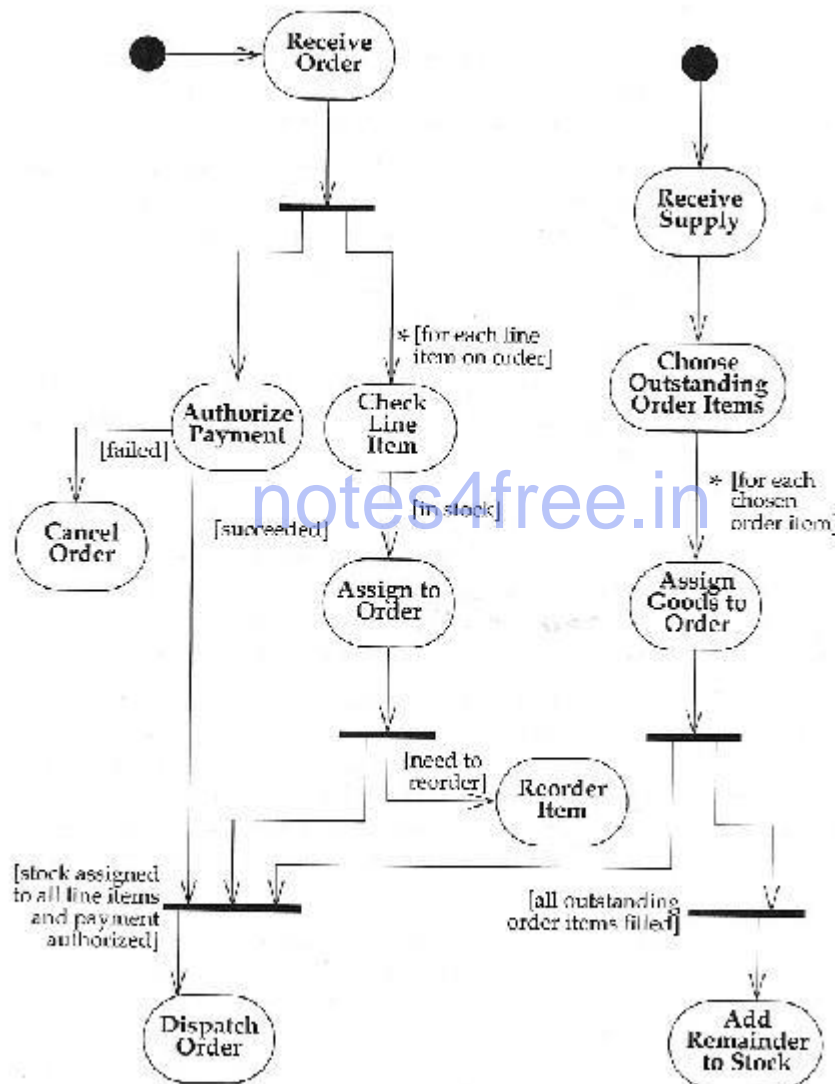 Receive
Order
Receive
Supply
* [for each line
item on order]
Authorize
Payment
Check
Line
Item
Choose
Outstanding
Order Items
[failed]
Cancel
Order
[succeeded]
[in stock]
* [for each
chosen
order item]
notes4free.in
Assign to
Order
Assign
Goods to
Order
[need to
reorder]
Reorder
Item
[stock assigned
to all line items
and payment
authorized]
[all outstanding
order items filled]
Dispatch
Order
Add
Remainder
to Stock